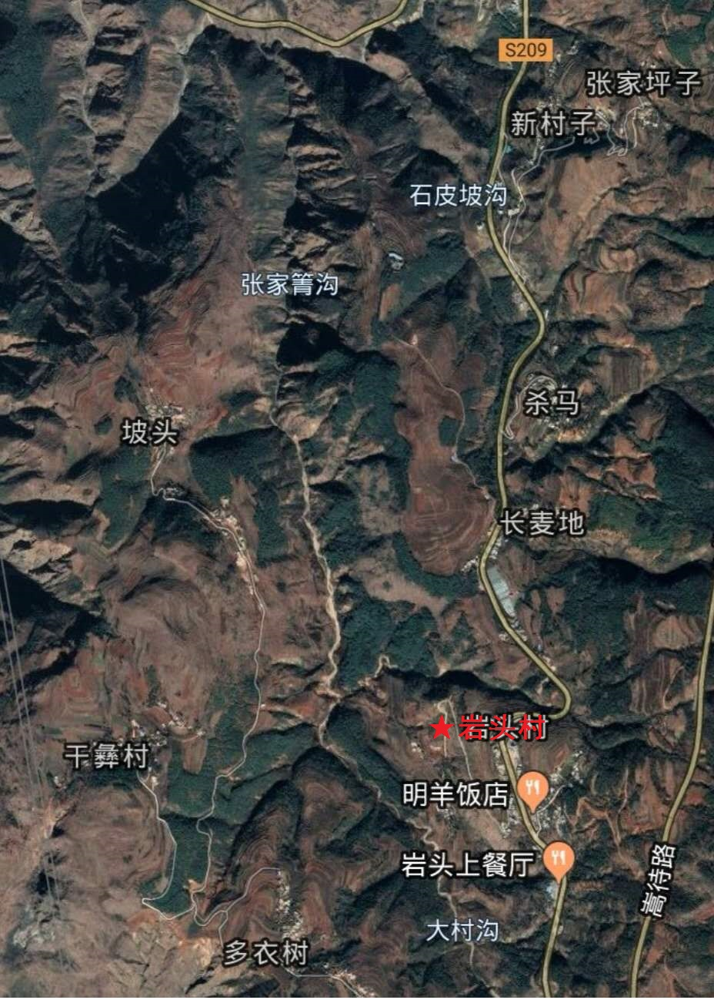 S209
张家坪子
新村子
石皮坡沟
张家箐沟
杀马
坡头
长麦地
★岩头村
干彝村
明羊饭店
岩头上餐厅
嵩待路
大村沟
多衣树